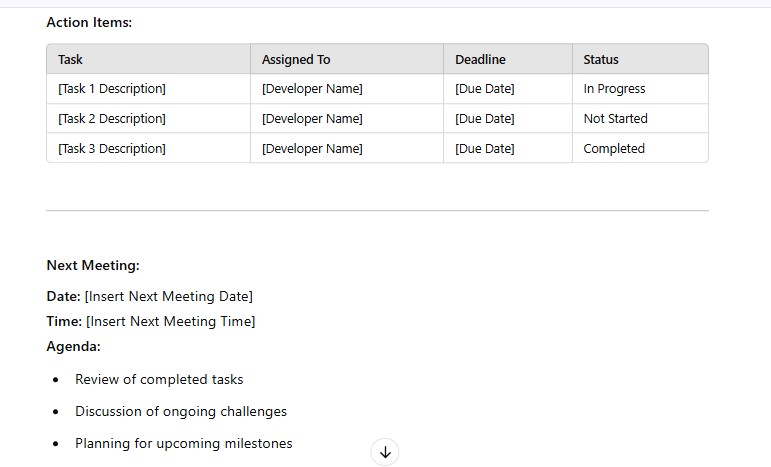 Action Items:
Task Assigned To Deadline Status
[Task 1 Description] [Developer Name] [Due Date] In Progress
[Task 2 Description] [Developer Name] [Due Date] Not Started
[Task 3 Description] [Developer Name] [Due Date] Completed
Next Meeting:
Date: [Insert Next Meeting Date]
Time: [Insert Next Meeting Time]
Agenda:
• Review of completed tasks
• Discussion of ongoing challenges
• Planning for upcoming milestones